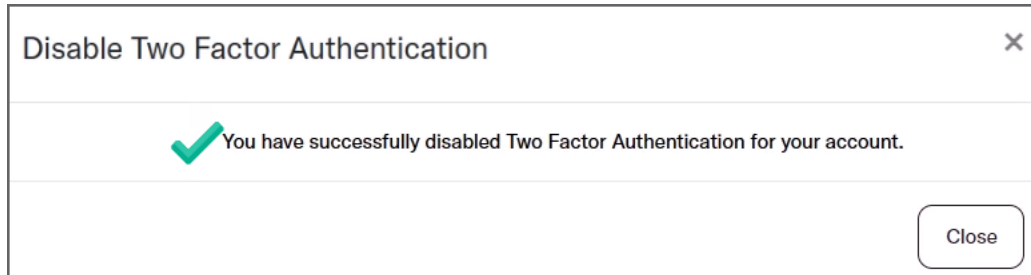 Disable Two Factor Authentication
You have successfully disabled Two Factor Authentication for your account.
Close